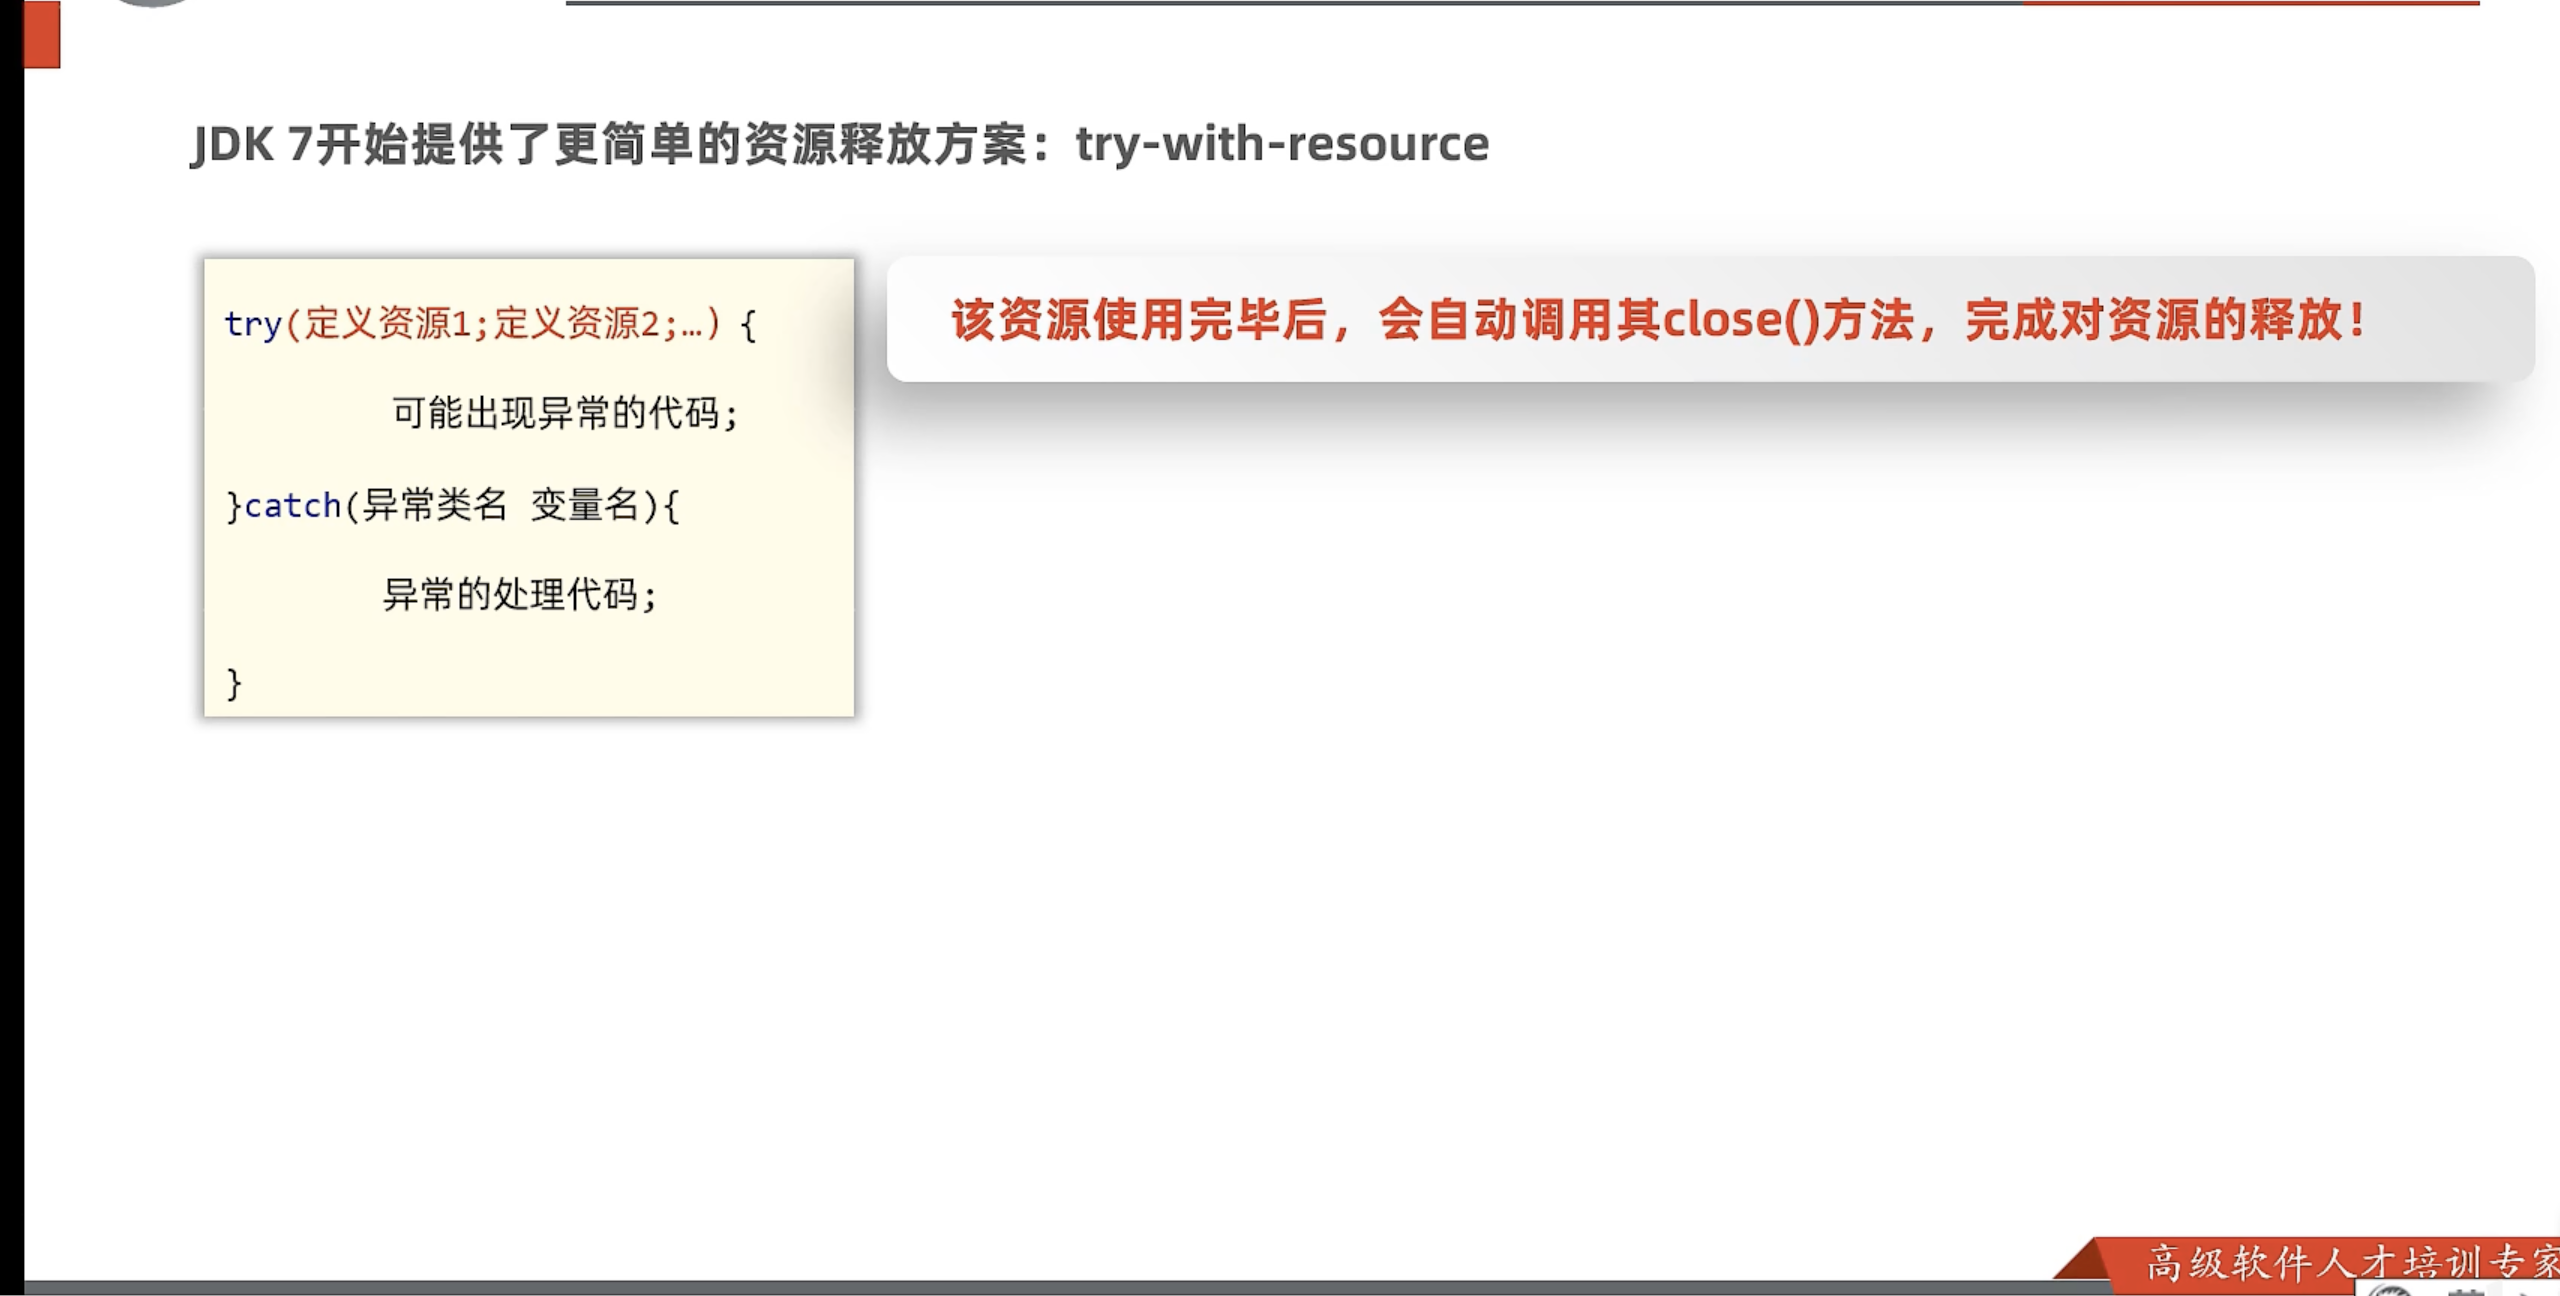 JDK 7开始提供了更简单的资源释放方案：try-with-resource
try(定义资源1;定义资源2;…) {
该资源使用完毕后，会自动调用其close()方法，完成对资源的释放！
可能出现异常的代码;
}catch(异常类名 变量名){
异常的处理代码;
}
高级软件人才培训专家